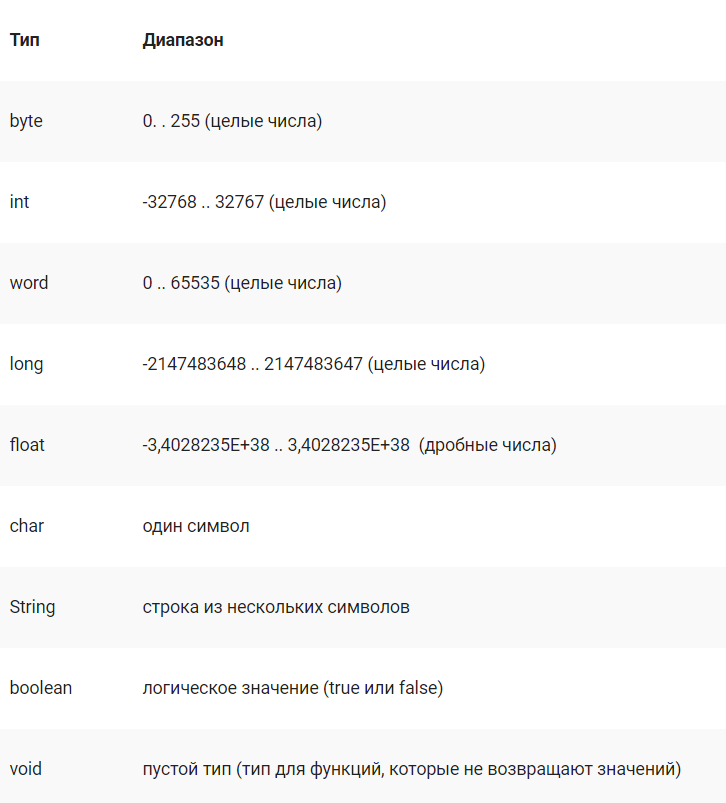 Тип Диапазон
byte 0. . 255 (целые числа)
int -32768 .. 32767 (целые числа)
word 0 .. 65535 (целые числа)
long -2147483648 .. 2147483647 (целые числа)
float -3,4028235E+38 .. 3,4028235E+38 (дробные числа)
char один символ
String строка из нескольких символов
boolean логическое значение (true или false)
void пустой тип (тип для функций, которые не возвращают значений)